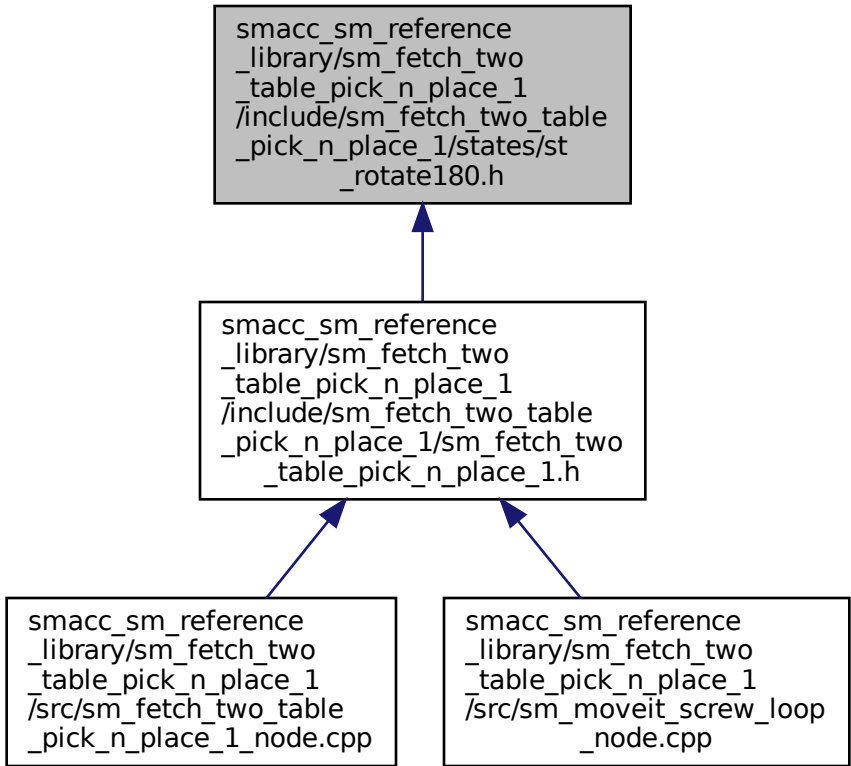 smacc_sm_reference
_library/sm_fetch_two
_table_pick_n_place_1
/include/sm_fetch_two_table
_pick_n_place_1/states/st
_rotate180.h
smacc_sm_reference
_library/sm_fetch_two
_table_pick_n_place_1
/include/sm_fetch_two_table
_pick_n_place_1/sm_fetch_two
_table_pick_n_place_1.h
smacc_sm_reference
_library/sm_fetch_two
_table_pick_n_place_1
/src/sm_fetch_two_table
_pick_n_place_1_node.cpp
smacc_sm_reference
_library/sm_fetch_two
_table_pick_n_place_1
/src/sm_moveit_screw_loop
_node.cpp